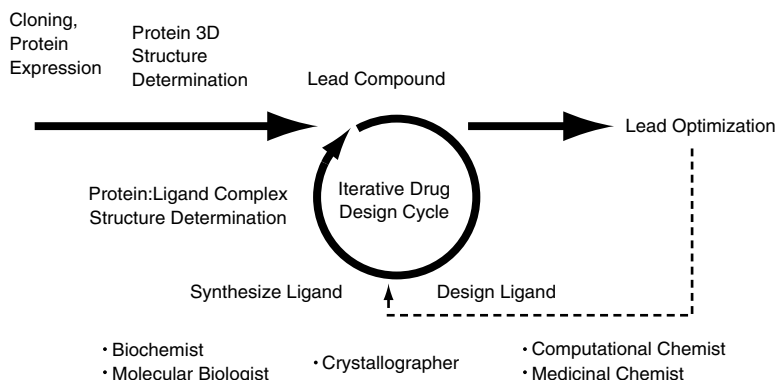 Cloning,
Protein
Expression
Protein 3D
Structure
Determination
Lead Compound
Lead Optimization
Iterative Drug
Design Cycle
Protein:Ligand Complex
Structure Determination
Synthesize Ligand
Design Ligand
· Biochemist
· Molecular Biologist
· Crystallographer
· Computational Chemist
· Medicinal Chemist